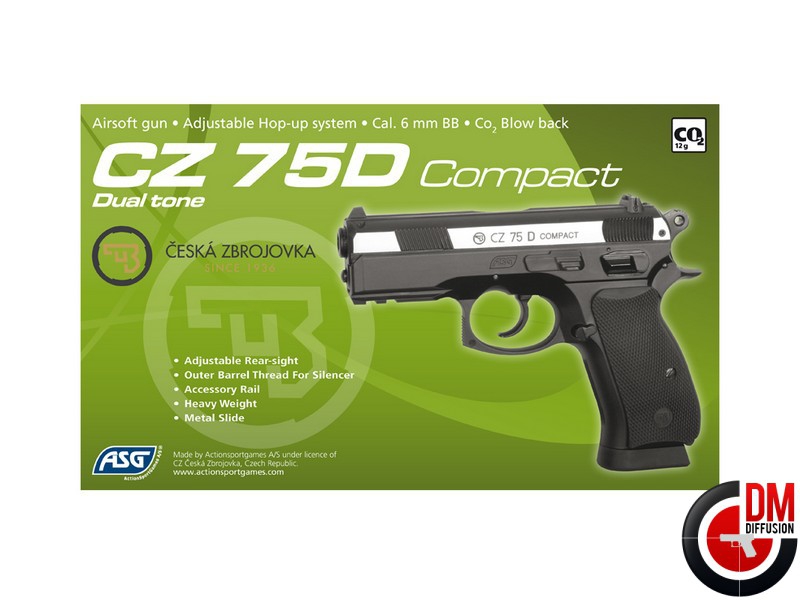 Airsoft gun • Adjustable Hop-up system • Cal. 6 mm BB • Co₂ Blow back
CO₂
12g
CZ 75D Compact
Dual tone
ČESKÁ ZBROJOVKA
SINCE 1936
CZ 75 D COMPACT
ASG
• Adjustable Rear-sight
• Outer Barrel Thread For Silencer
• Accessory Rail
• Heavy Weight
• Metal Slide
ASG
ActionSportGames A/S®
Made by Actionsportgames A/S under licence of
CZ Česká Zbrojovka, Czech Republic.
www.actionsportgames.com
DM
DIFFUSION